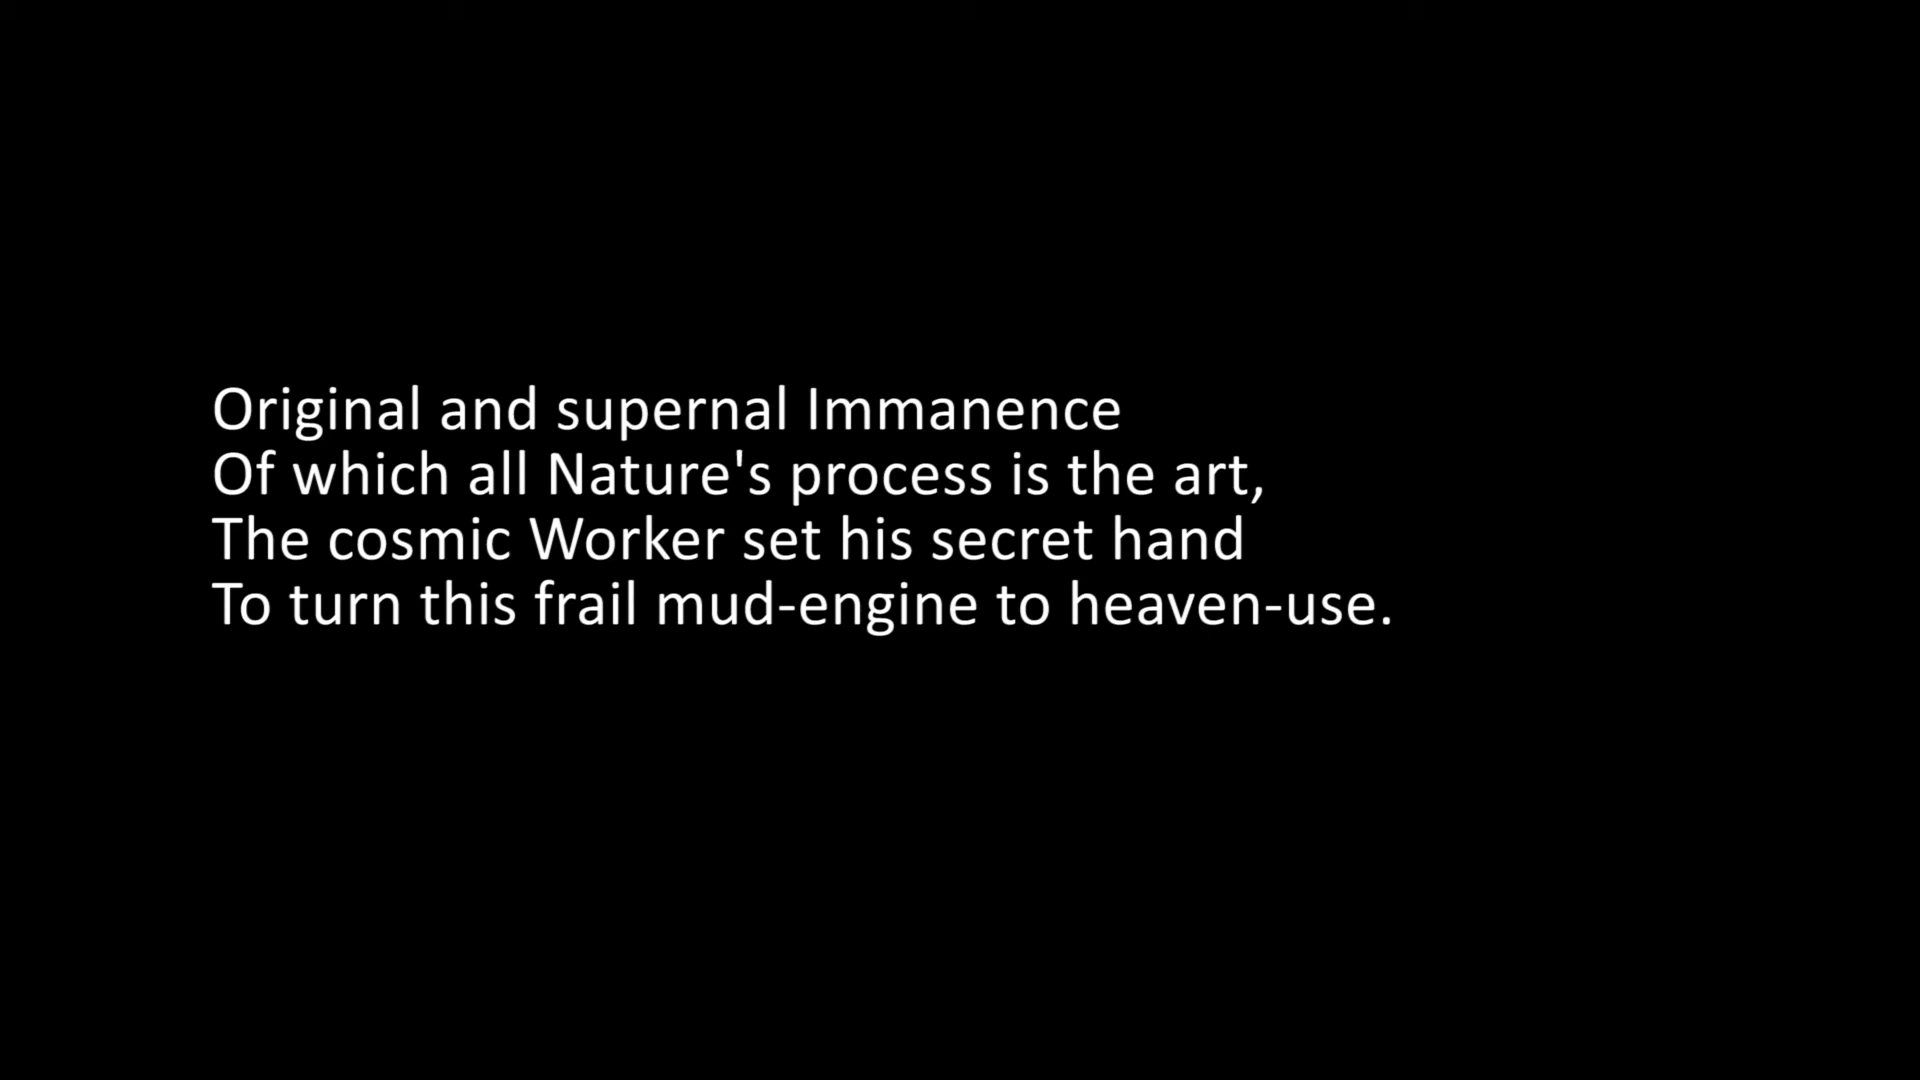 Original and supernal Immanence
Of which all Nature's process is the art,
The cosmic Worker set his secret hand
To turn this frail mud-engine to heaven-use.